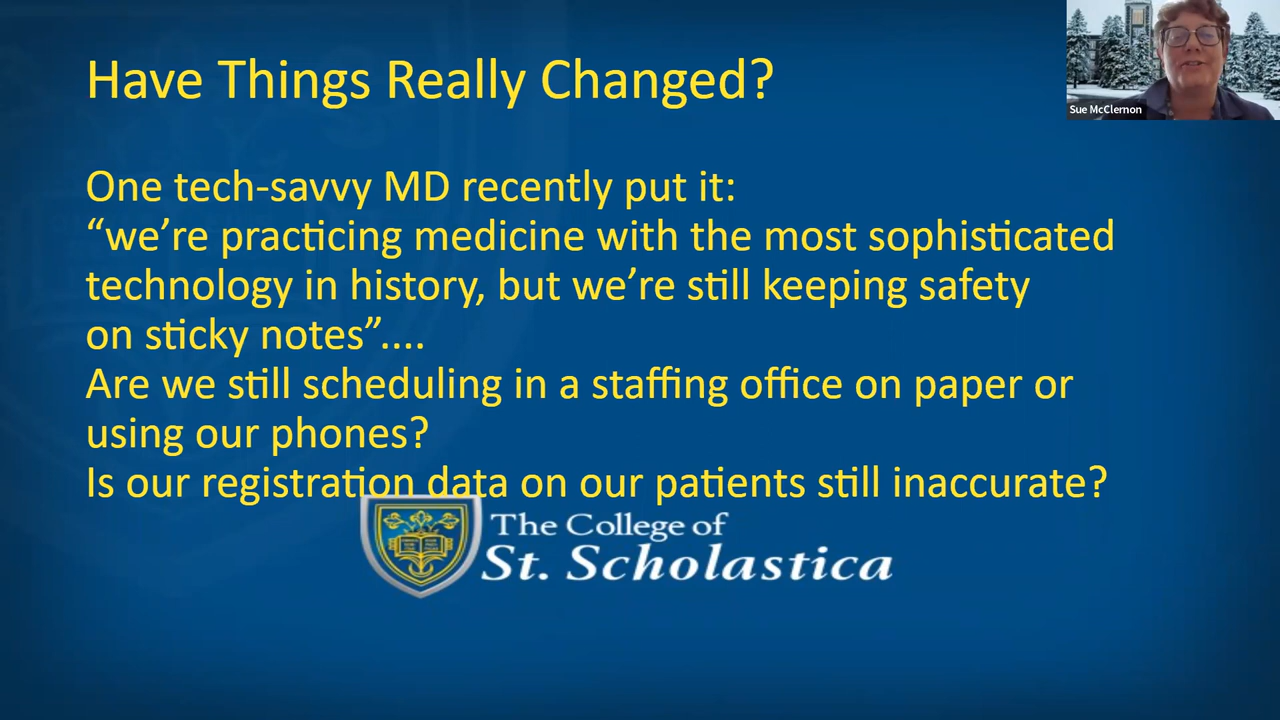 Have Things Really Changed?
Sue McClernon
One tech-savvy MD recently put it:
“we’re practicing medicine with the most sophisticated
technology in history, but we’re still keeping safety
on sticky notes”....
Are we still scheduling in a staffing office on paper or
using our phones?
Is our registration data on our patients still inaccurate?
The College of
St. Scholastica